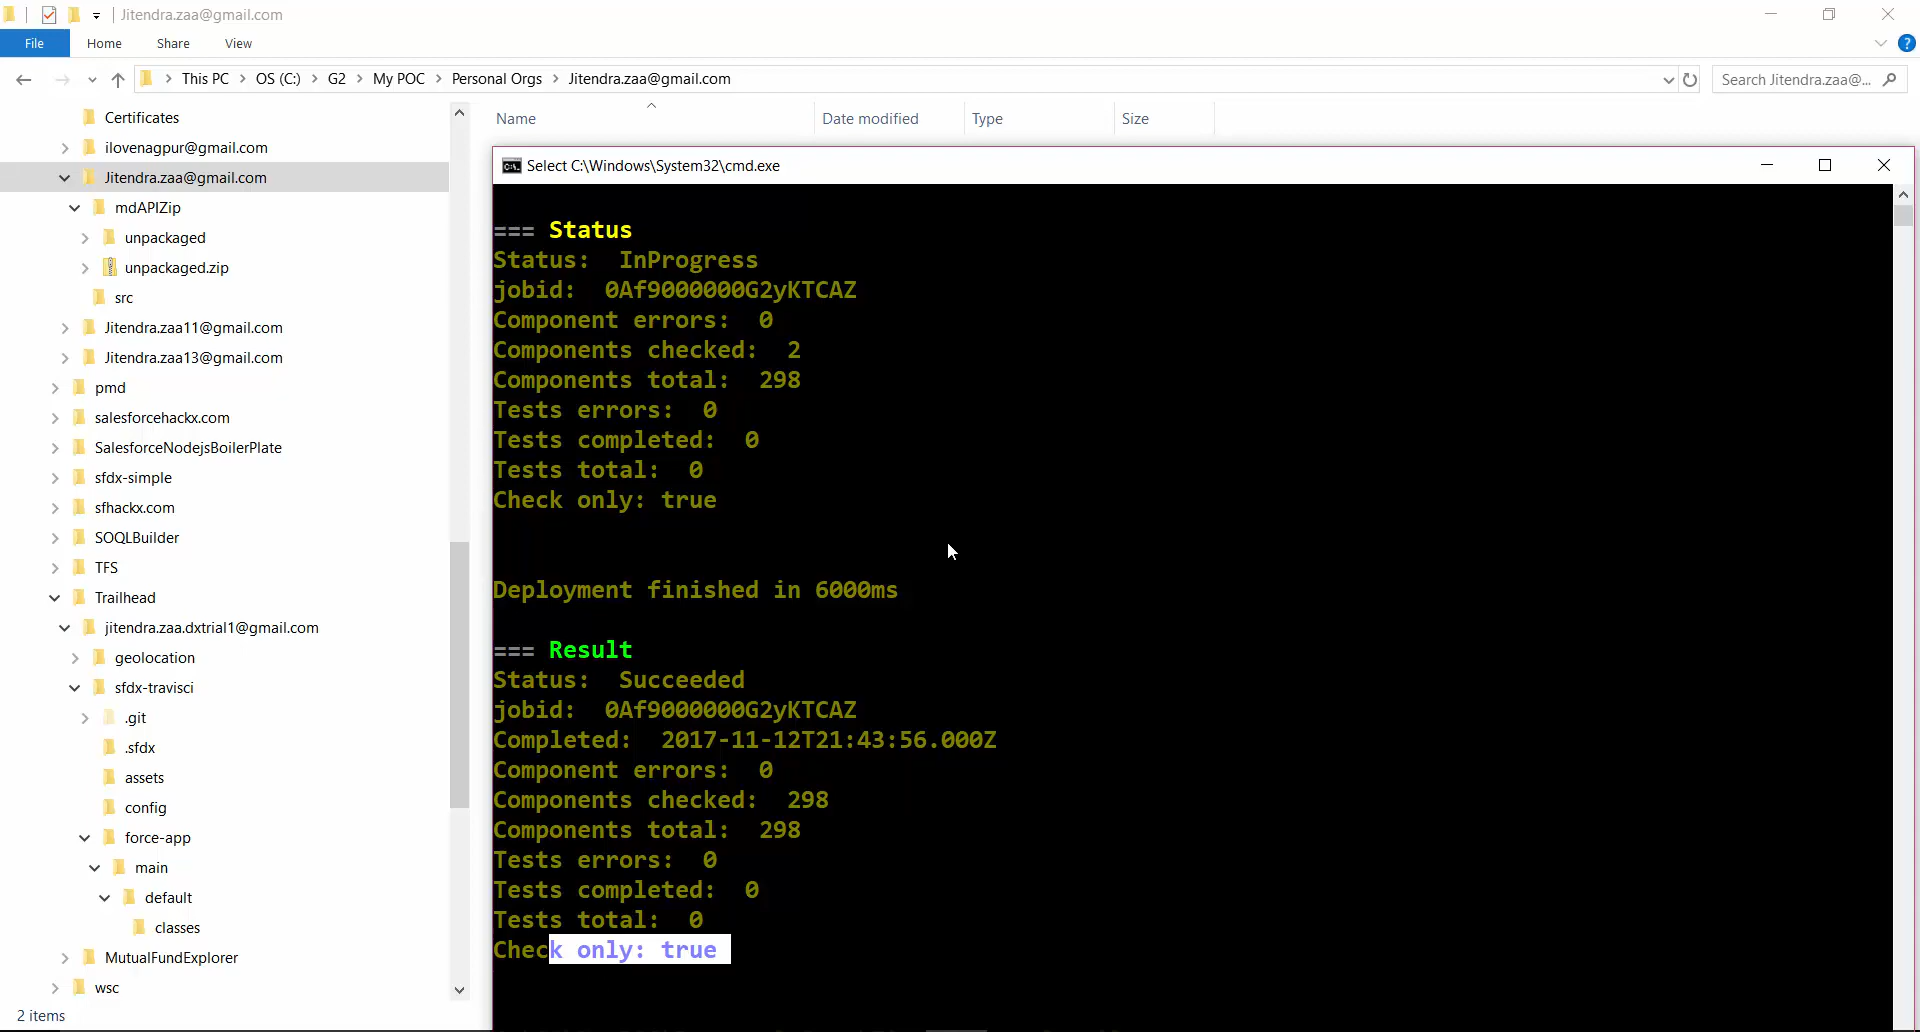 Jitendra.zaa@gmail.com
File Home Share View
This PC OS (C:) G2 My POC Personal Orgs Jitendra.zaa@gmail.com
Search Jitendra.zaa@...
Certificates
ilovenagpur@gmail.com
Jitendra.zaa@gmail.com
mdAPIZip
unpackaged
unpackaged.zip
src
Jitendra.zaa11@gmail.com
Jitendra.zaa13@gmail.com
pmd
salesforcehackx.com
SalesforceNodejsBoilerPlate
sfdx-simple
sfhackx.com
SOQLBuilder
TFS
Trailhead
jitendra.zaa.dxtrial1@gmail.com
geolocation
sfdx-travisci
.git
.sfdx
assets
config
force-app
main
default
classes
MutualFundExplorer
wsc
2 items
Name Date modified Type Size
Select C:\Windows\System32\cmd.exe
=== Status
Status: InProgress
jobid: 0Af9000000G2yKTCAZ
Component errors: 0
Components checked: 2
Components total: 298
Tests errors: 0
Tests completed: 0
Tests total: 0
Check only: true
Deployment finished in 6000ms
=== Result
Status: Succeeded
jobid: 0Af9000000G2yKTCAZ
Completed: 2017-11-12T21:43:56.000Z
Component errors: 0
Components checked: 298
Components total: 298
Tests errors: 0
Tests completed: 0
Tests total: 0
Check only: true